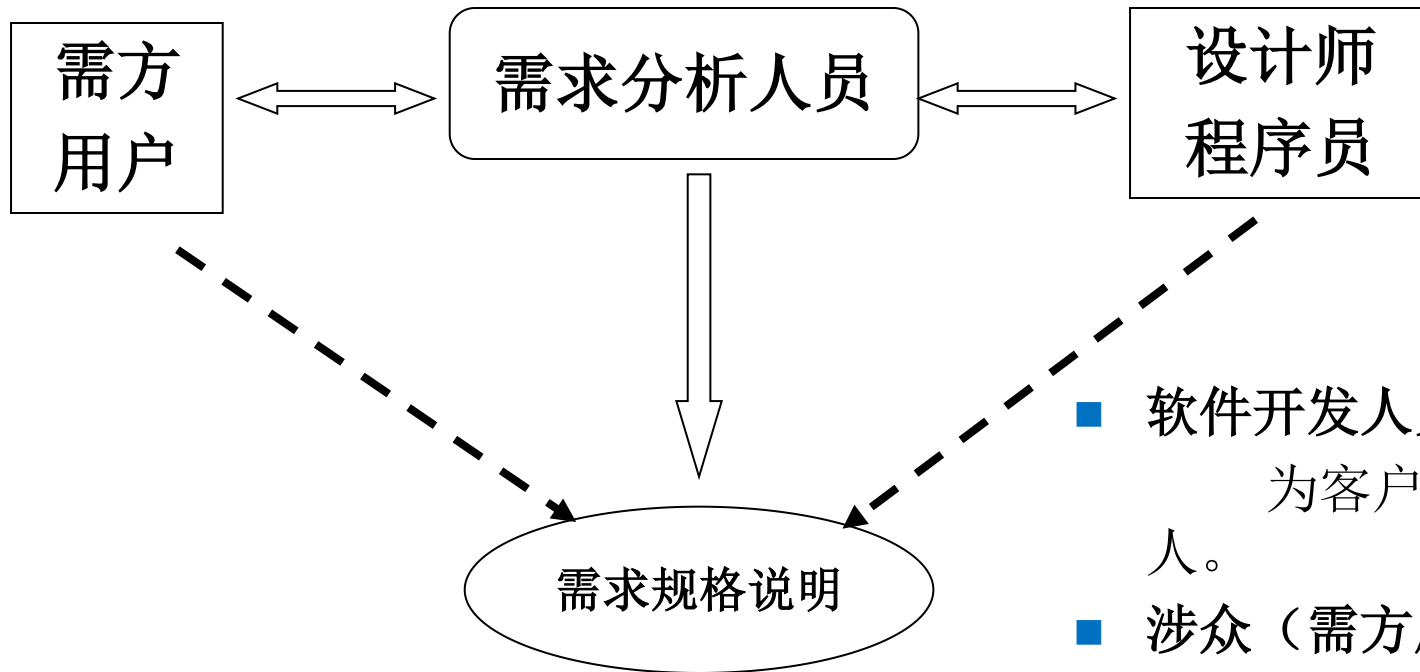 需方
用户
需求分析人员
设计师
程序员
需求规格说明
■ 软件开发人
为客户
人。
■ 涉众（需方